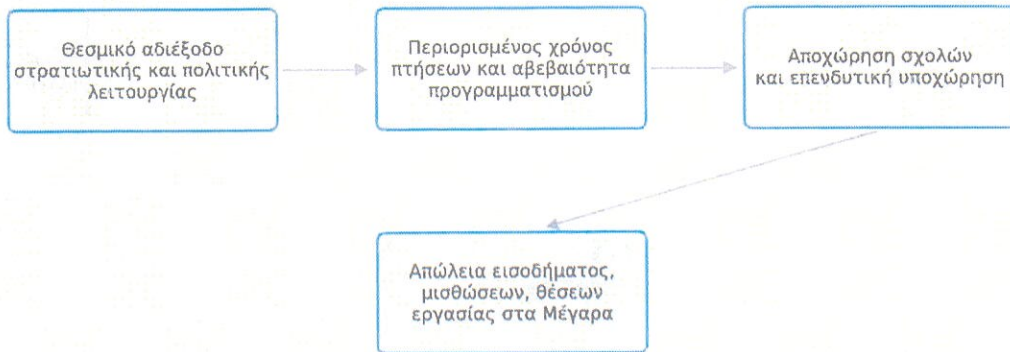 Θεσμικό αδιέξοδο
στρατιωτικής και πολιτικής
λειτουργίας
Περιορισμένος χρόνος
πτήσεων και αβεβαιότητα
προγραμματισμού
Αποχώρηση σχολών
και επενδυτική υποχώρηση
Απώλεια εισοδήματος,
μισθώσεων, θέσεων
εργασίας στα Μέγαρα